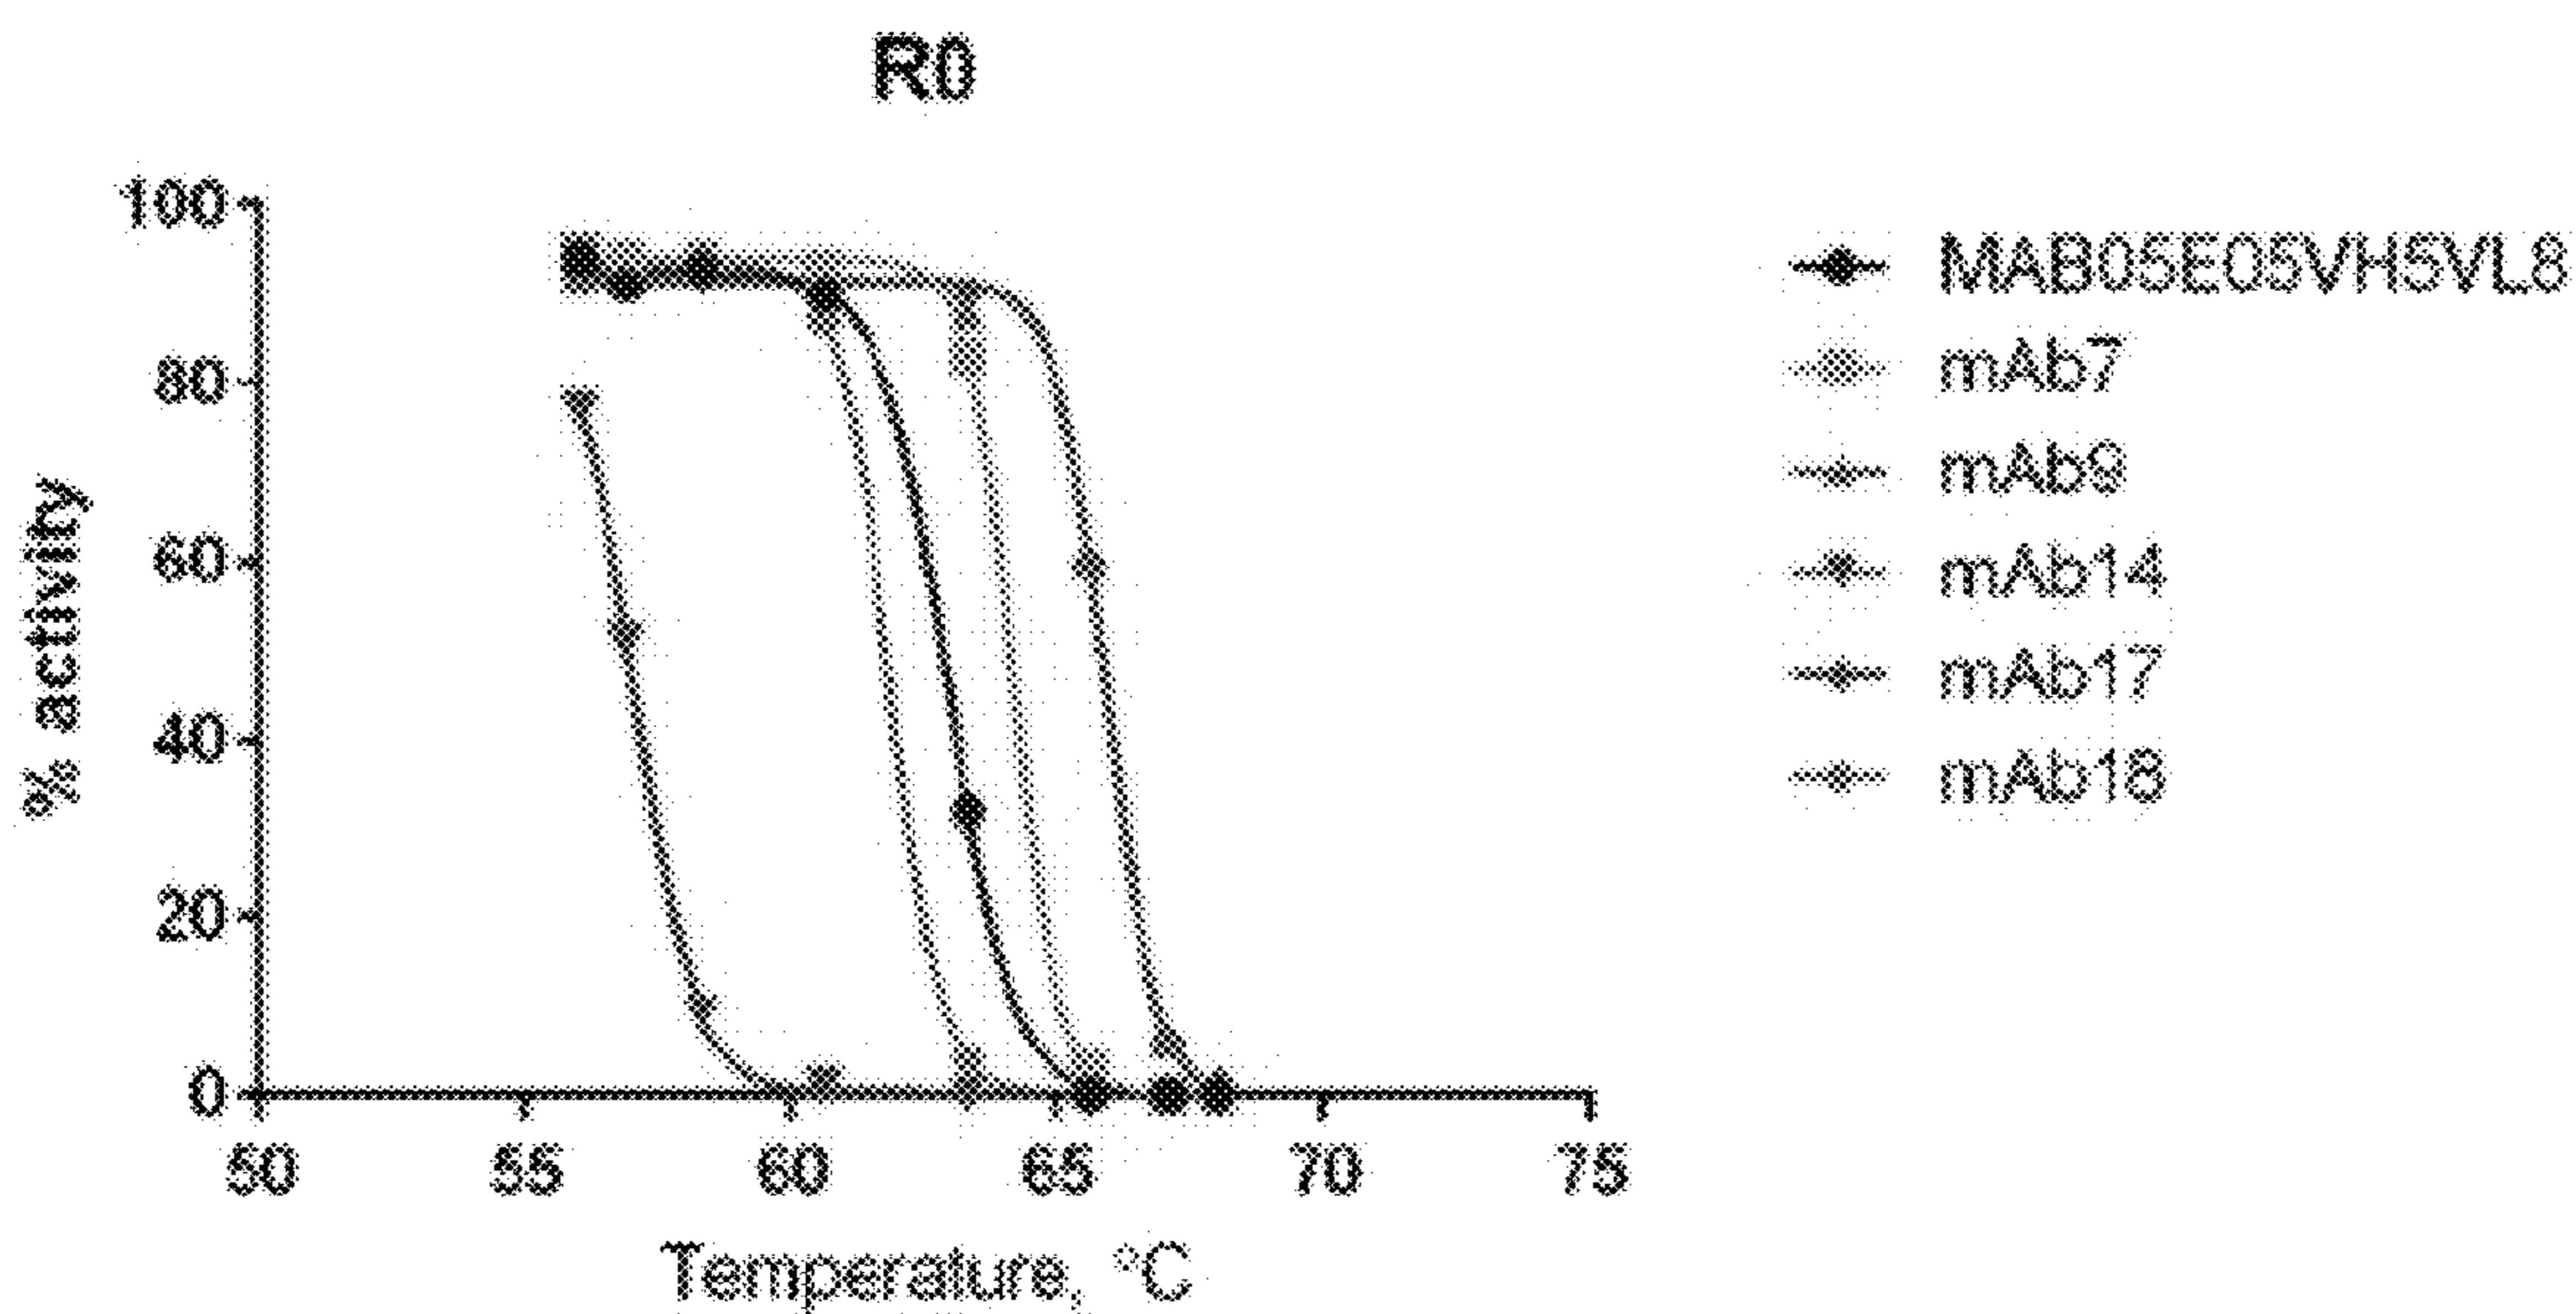 R0
100
80
60
40
20
0
% activity
50 55 60 65 70 75
Temperature, °C
MAB05E05VH5VL8
mAb7
mAb9
mAb14
mAb17
mAb18